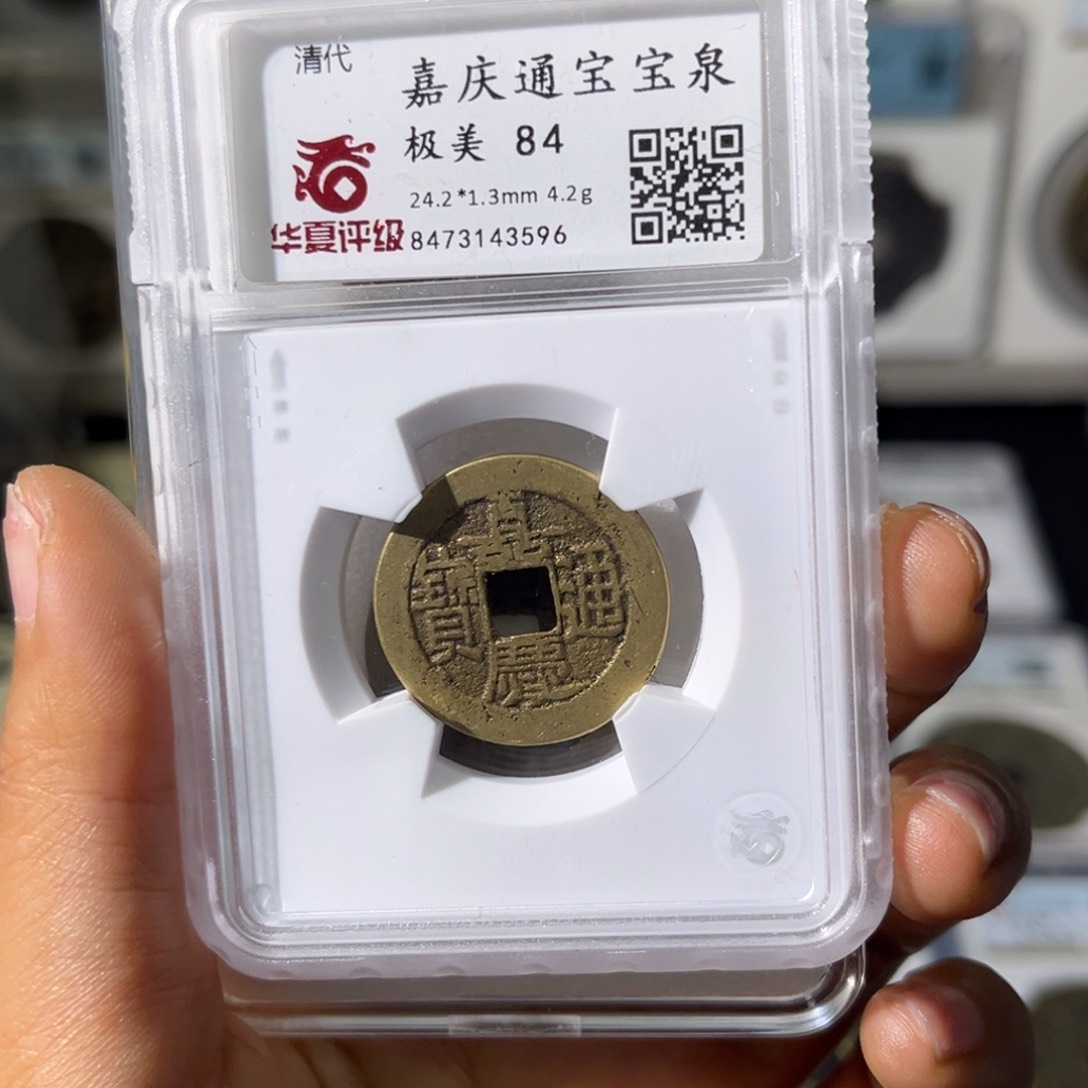 清代
嘉庆通宝宝泉
极美 84
24.2*1.3mm 4.2g
华夏评级
8473143596
嘉
通
寶
慶